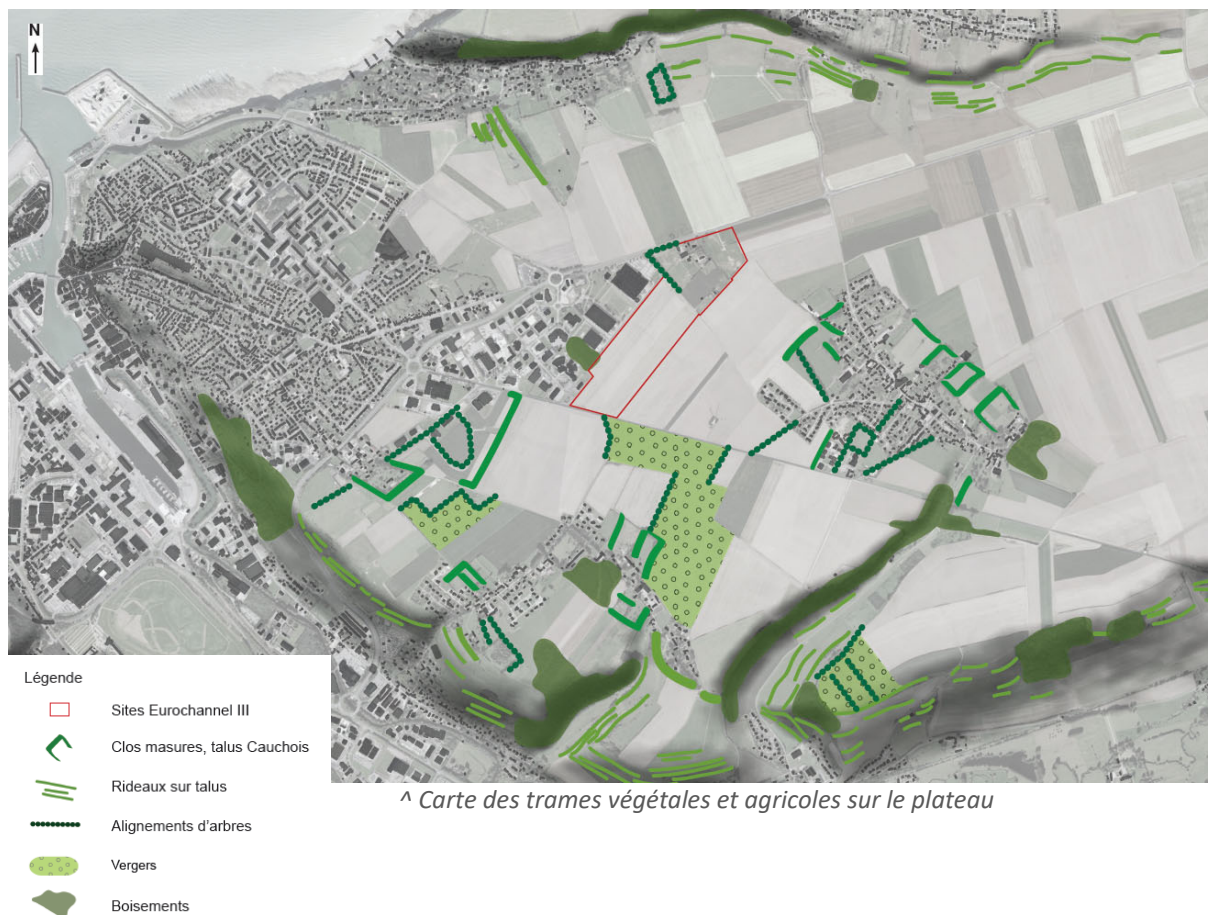 N
Légende
Sites Eurochannel III
Clos masures, talus Cauchois
Rideaux sur talus
Alignements d'arbres
Vergers
Boisements
^ Carte des trames végétales et agricoles sur le plateau